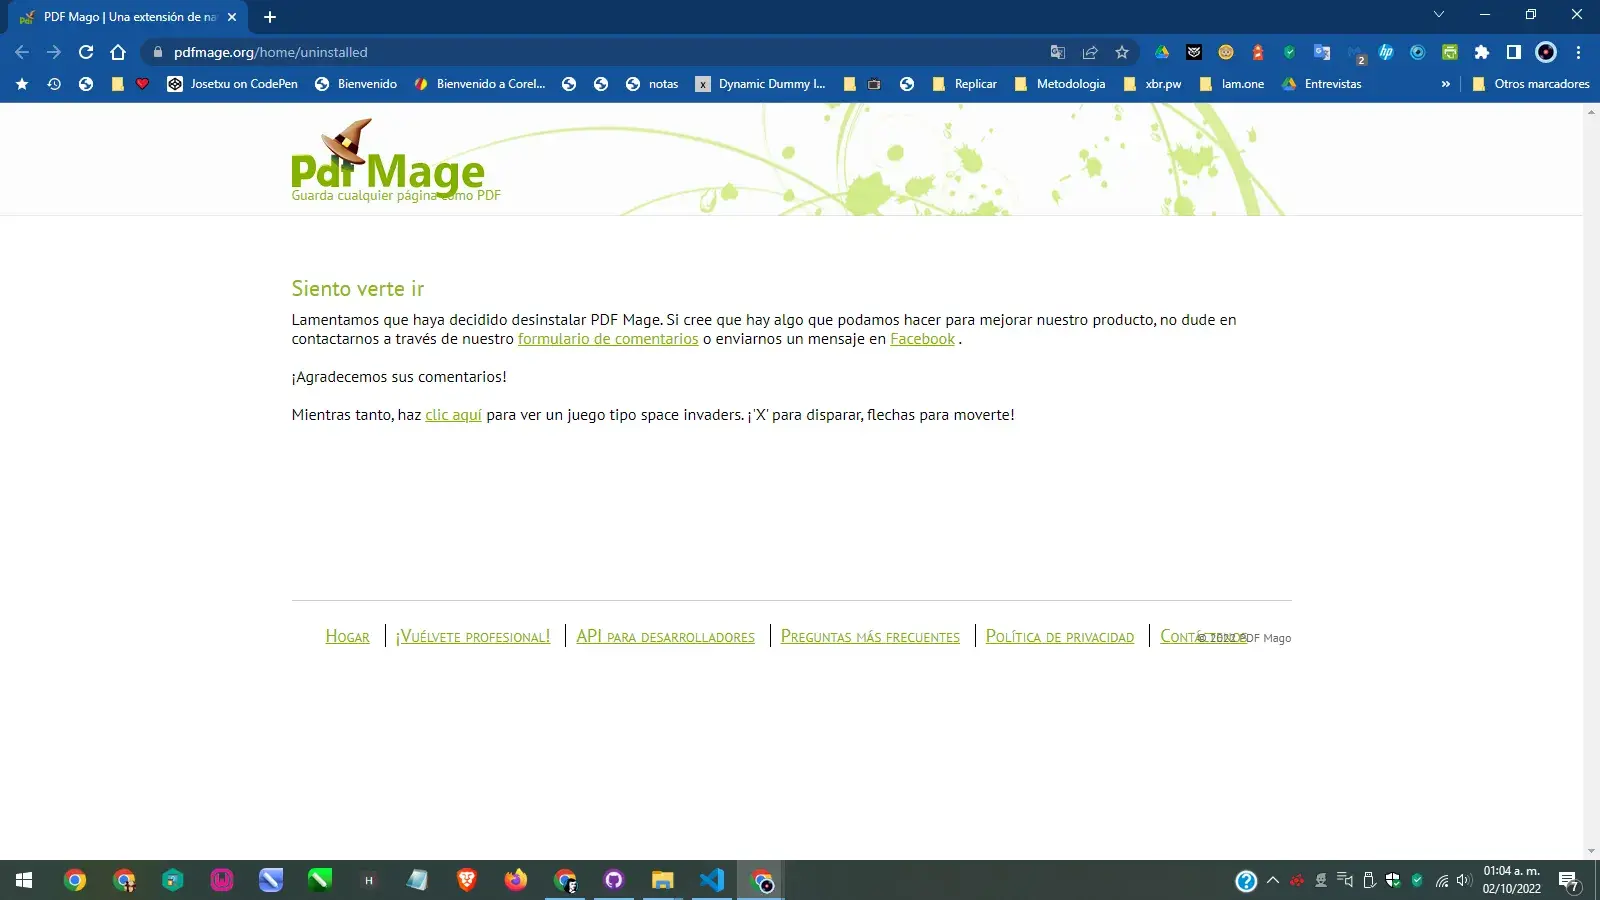 PDF Mago | Una extensión de na
pdfmage.org/home/uninstalled
2
Josetxu on CodePen
Bienvenido
Bienvenido a Corel...
notas
x
Dynamic Dummy I...
Replicar
Metodologia
xbr.pw
Iam.one
Entrevistas
»
Otros marcadores
Pdf Mage
Guarda cualquier página como PDF
Siento verte ir
Lamentamos que haya decidido desinstalar PDF Mage. Si cree que hay algo que podamos hacer para mejorar nuestro producto, no dude en
contactarnos a través de nuestro formulario de comentarios o enviarnos un mensaje en Facebook .
¡Agradecemos sus comentarios!
Mientras tanto, haz clic aquí para ver un juego tipo space invaders. ¡'X' para disparar, flechas para moverte!
Hogar
¡Vuélvete profesional!
API para desarrolladores
Preguntas más frecuentes
Política de privacidad
© 2022 PDF Mago
H
01:04 a. m.
02/10/2022
7